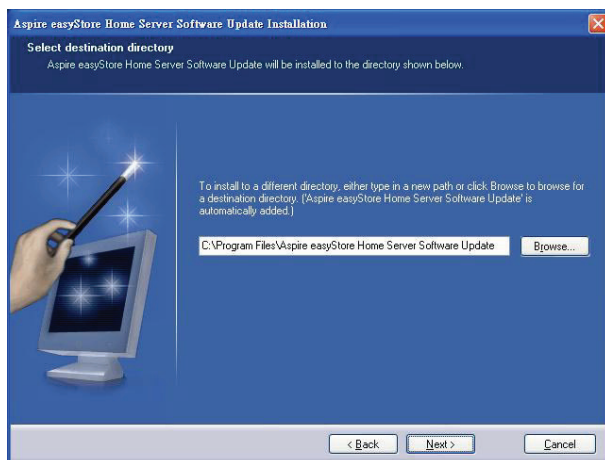 Aspire easyStore Home Server Software Update Installation
Select destination directory
Aspire easyStore Home Server Software Update will be installed to the directory shown below.
To install to a different directory, either type in a new path or click Browse to browse for
a destination directory. ('Aspire easyStore Home Server Software Update' is
automatically added.)
C:\Program Files\Aspire easyStore Home Server Software Update
Browse...
< Back
Next >
Cancel